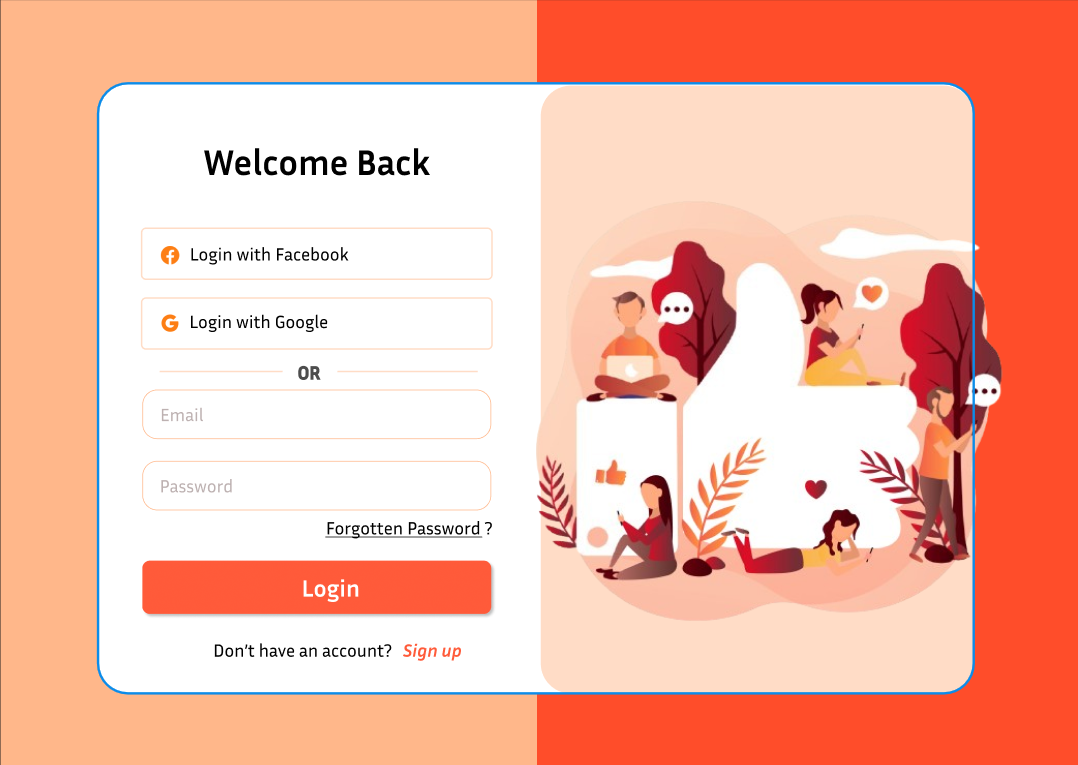 Welcome Back
Login with Facebook
Login with Google
OR
Email
Password
Forgotten Password ?
Login
Don’t have an account? Sign up